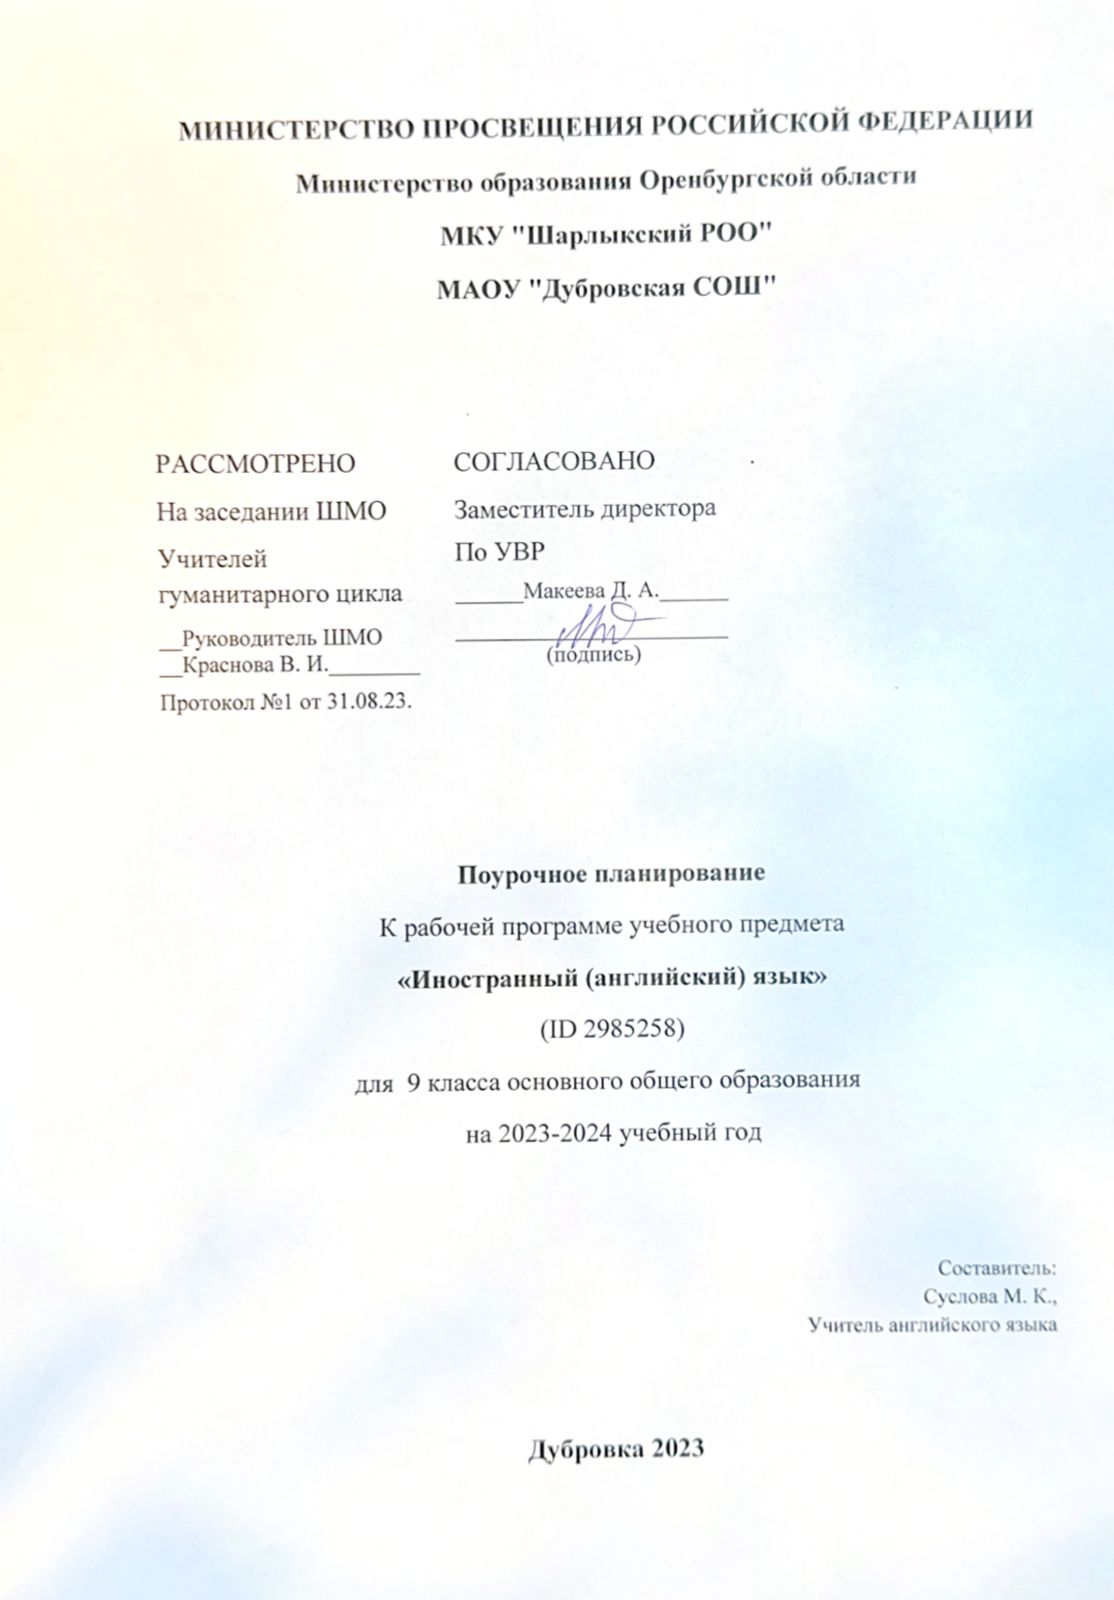 МИНИСТЕРСТВО ПРОСВЕЩЕНИЯ РОССИЙСКОЙ ФЕДЕРАЦИИ
Министерство образования Оренбургской области
МКУ "Шарлыкский РОО"
МАОУ "Дубровская СОШ"
РАССМОТРЕНО
На заседании ШМО
Учителей
гуманитарного цикла
__Руководитель ШМО
__Краснова В. И.________
Протокол №1 от 31.08.23.
СОГЛАСОВАНО
Заместитель директора
По УВР
______Макеева Д. А.______
(подпись)
Поурочное планирование
К рабочей программе учебного предмета
«Иностранный (английский) язык»
(ID 2985258)
для  9 класса основного общего образования
на 2023-2024 учебный год
Составитель:
Суслова М. К.,
Учитель английского языка
Дубровка 2023